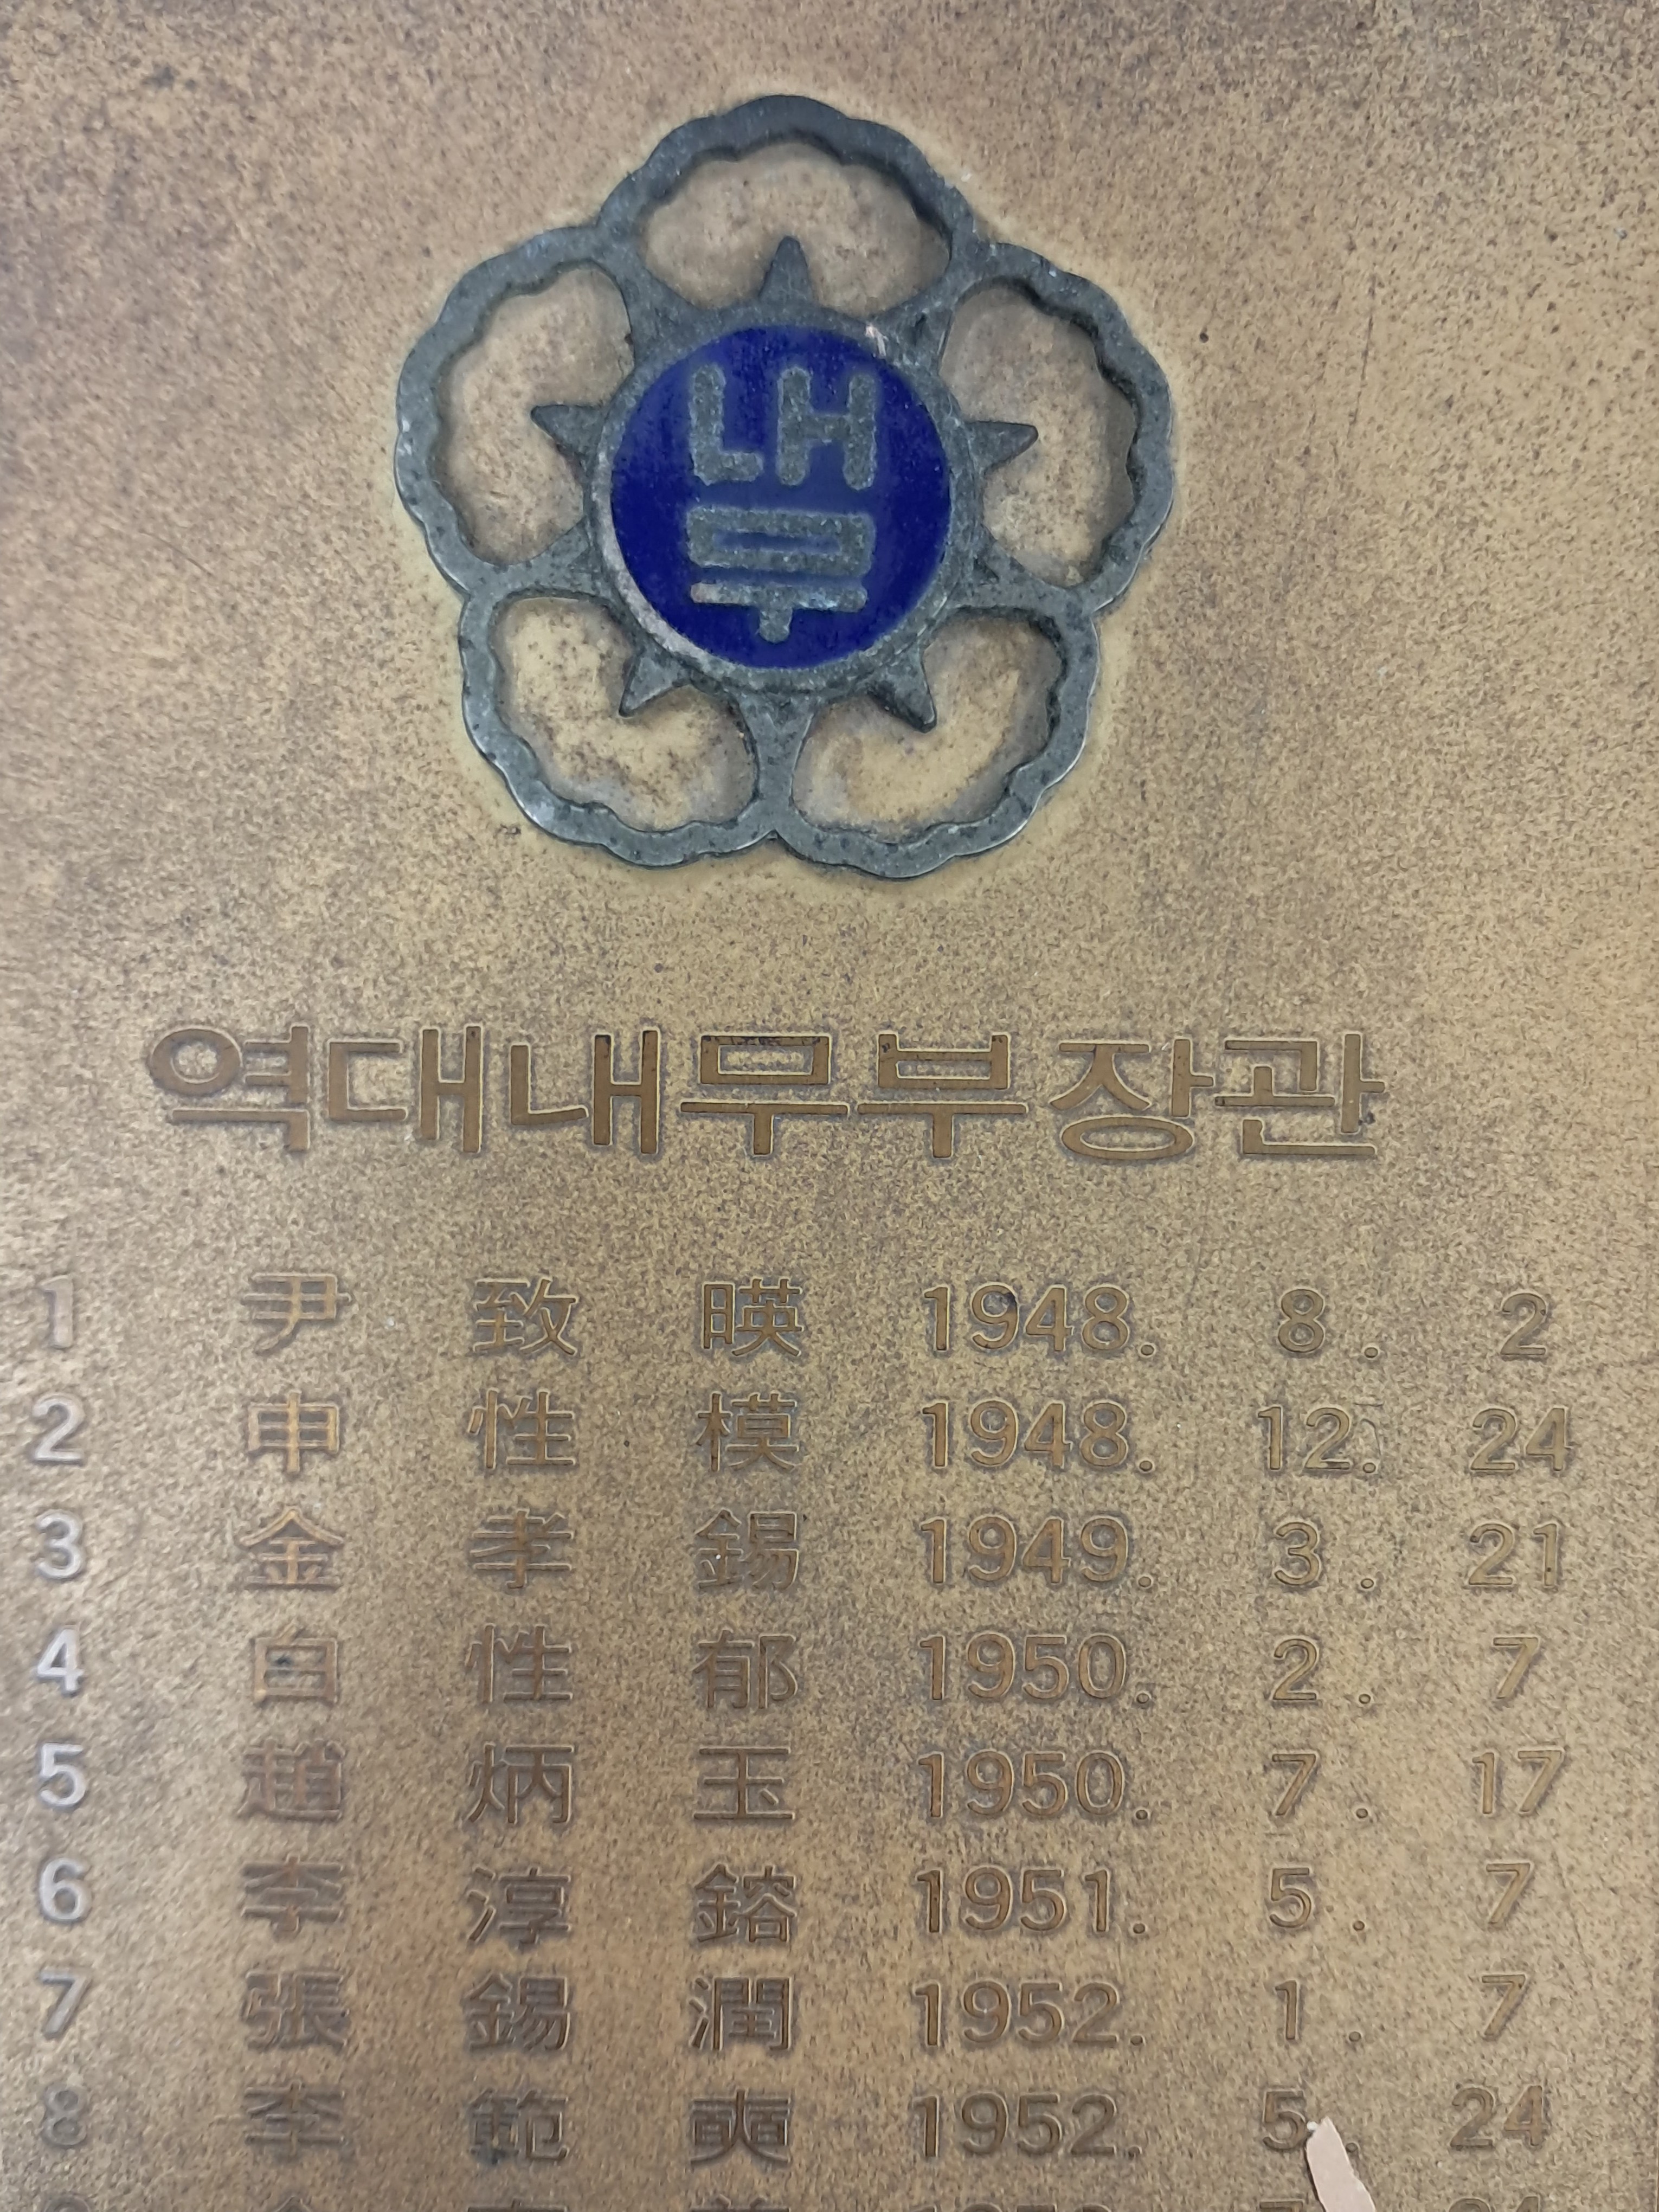 내
무
역대내무부장관
1 尹 致 暎 1948. 8. 2
2 申 性 模 1948. 12. 24
3 金 孝 錫 1949. 3. 21
4 白 性 郁 1950. 2. 7
5 趙 炳 玉 1950. 7. 17
6 李 淳 鎔 1951. 5. 7
7 張 錫 潤 1952. 1. 7
8 李 範 奭 1952. 5. 24